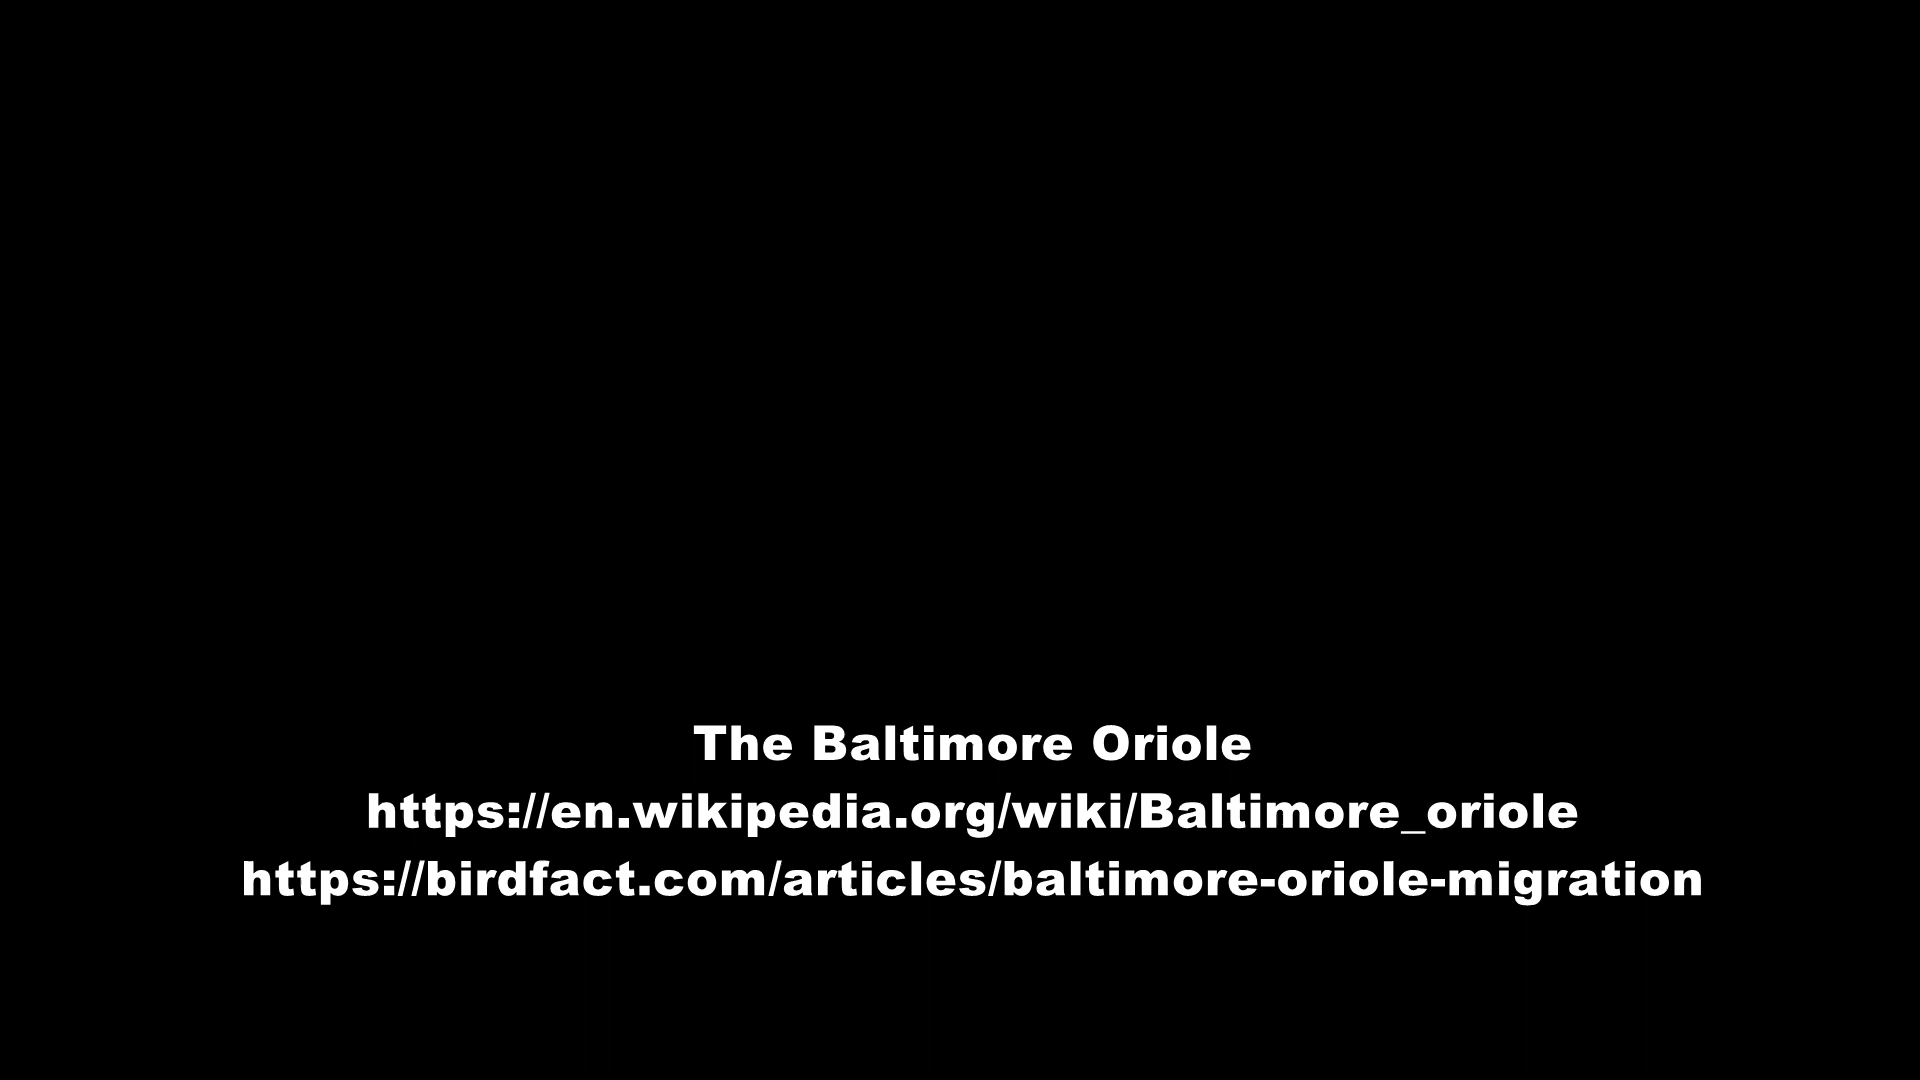 The Baltimore Oriole
https://en.wikipedia.org/wiki/Baltimore_oriole
https://birdfact.com/articles/baltimore-oriole-migration